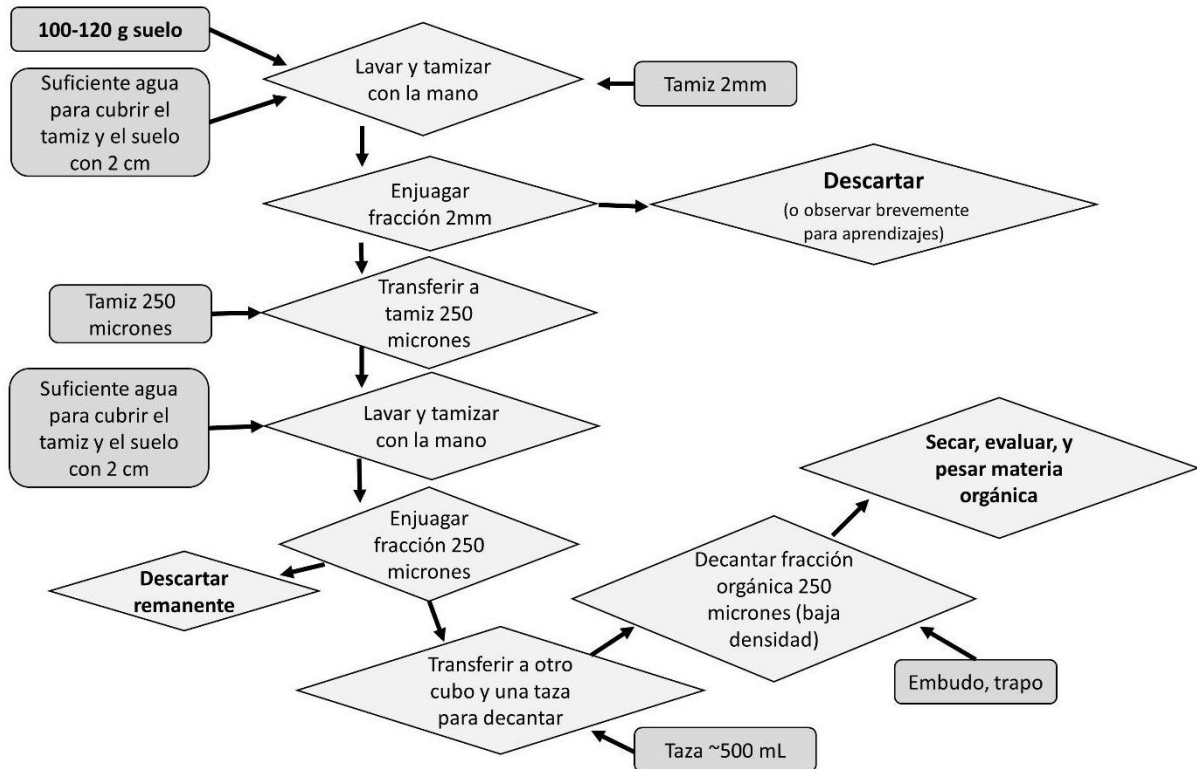 100-120 g suelo
Lavar y tamizar
con la mano
Suficiente agua
para cubrir el
tamiz y el suelo
con 2 cm
Tamiz 2mm
Enjuagar
fracción 2mm
Descartar
(o observar brevemente
para aprendizajes)
Tamiz 250
micrones
Transferir a
tamiz 250
micrones
Suficiente agua
para cubrir el
tamiz y el suelo
con 2 cm
Lavar y tamizar
con la mano
Enjuagar
fracción 250
micrones
Descartar
remanente
Transferir a otro
cubo y una taza
para decantar
Taza ~500 mL
Decantar fracción
orgánica 250
micrones (baja
densidad)
Embudo, trapo
Secar, evaluar, y
pesar materia
orgánica